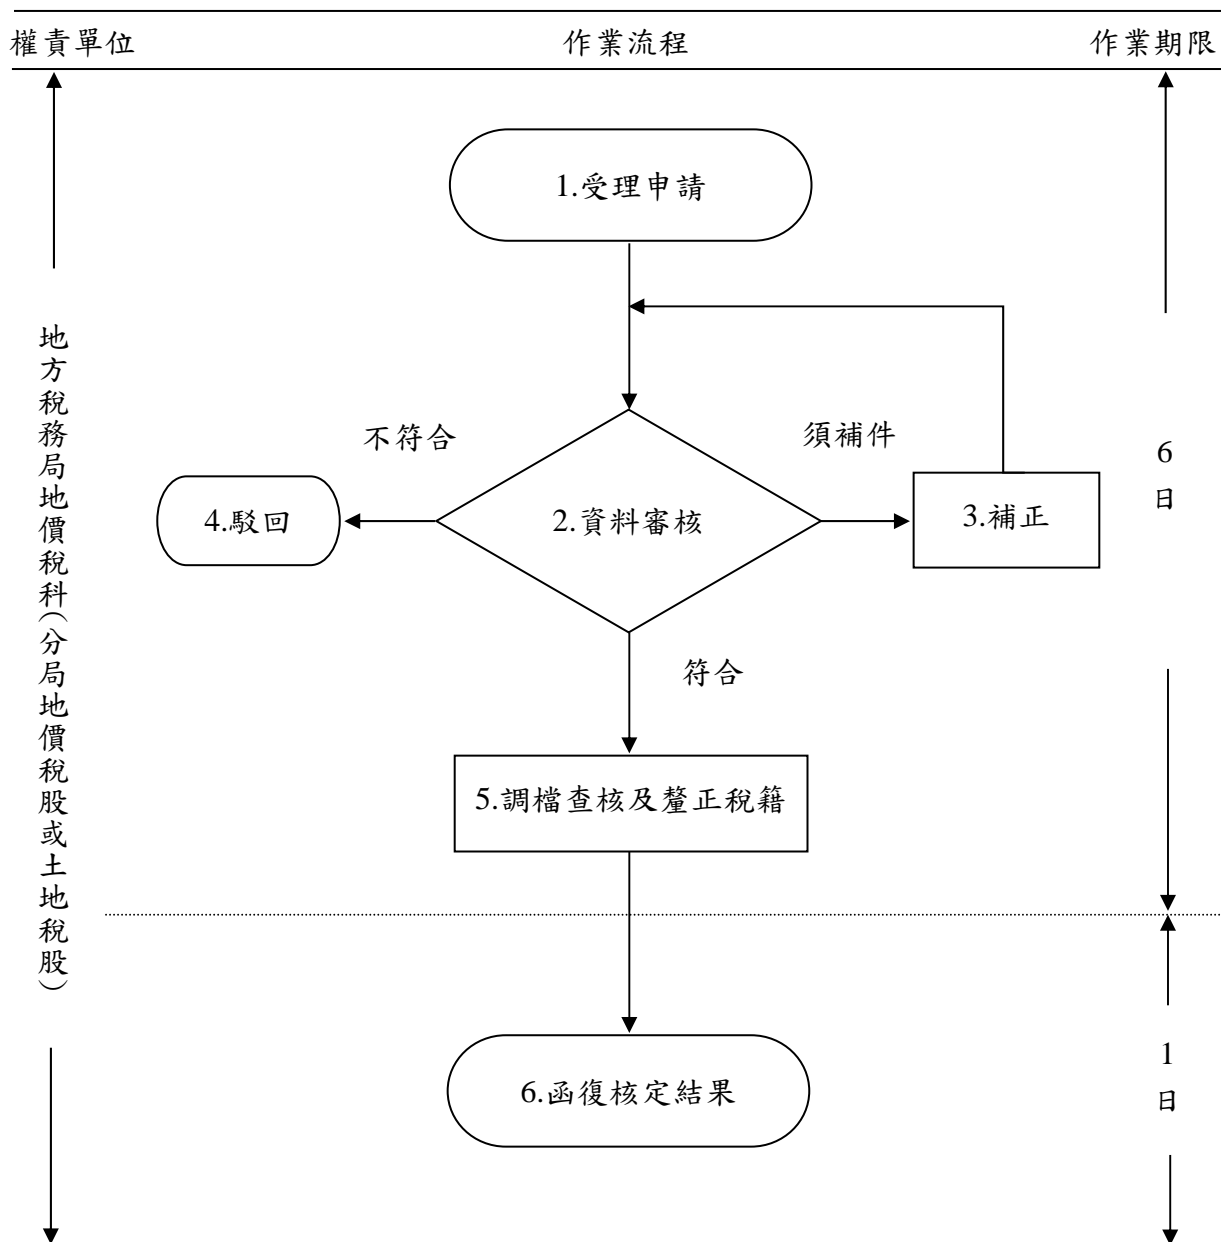 權責單位
作業流程
作業期限
1.受理申請
不符合
須補件
4.駁回
2.資料審核
3.補正
符合
5.調檔查核及釐正稅籍
6.函復核定結果
地方稅務局地價稅科（分局地價稅股或土地稅股）
6
日
1
日